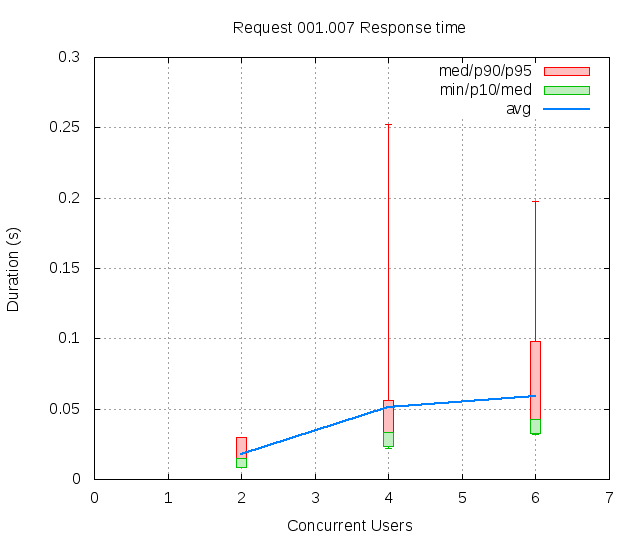 Request 001.007 Response time
0.3
0.25
0.2
0.15
0.1
0.05
0
Duration (s)
med/p90/p95
min/p10/med
avg
0 1 2 3 4 5 6 7
Concurrent Users